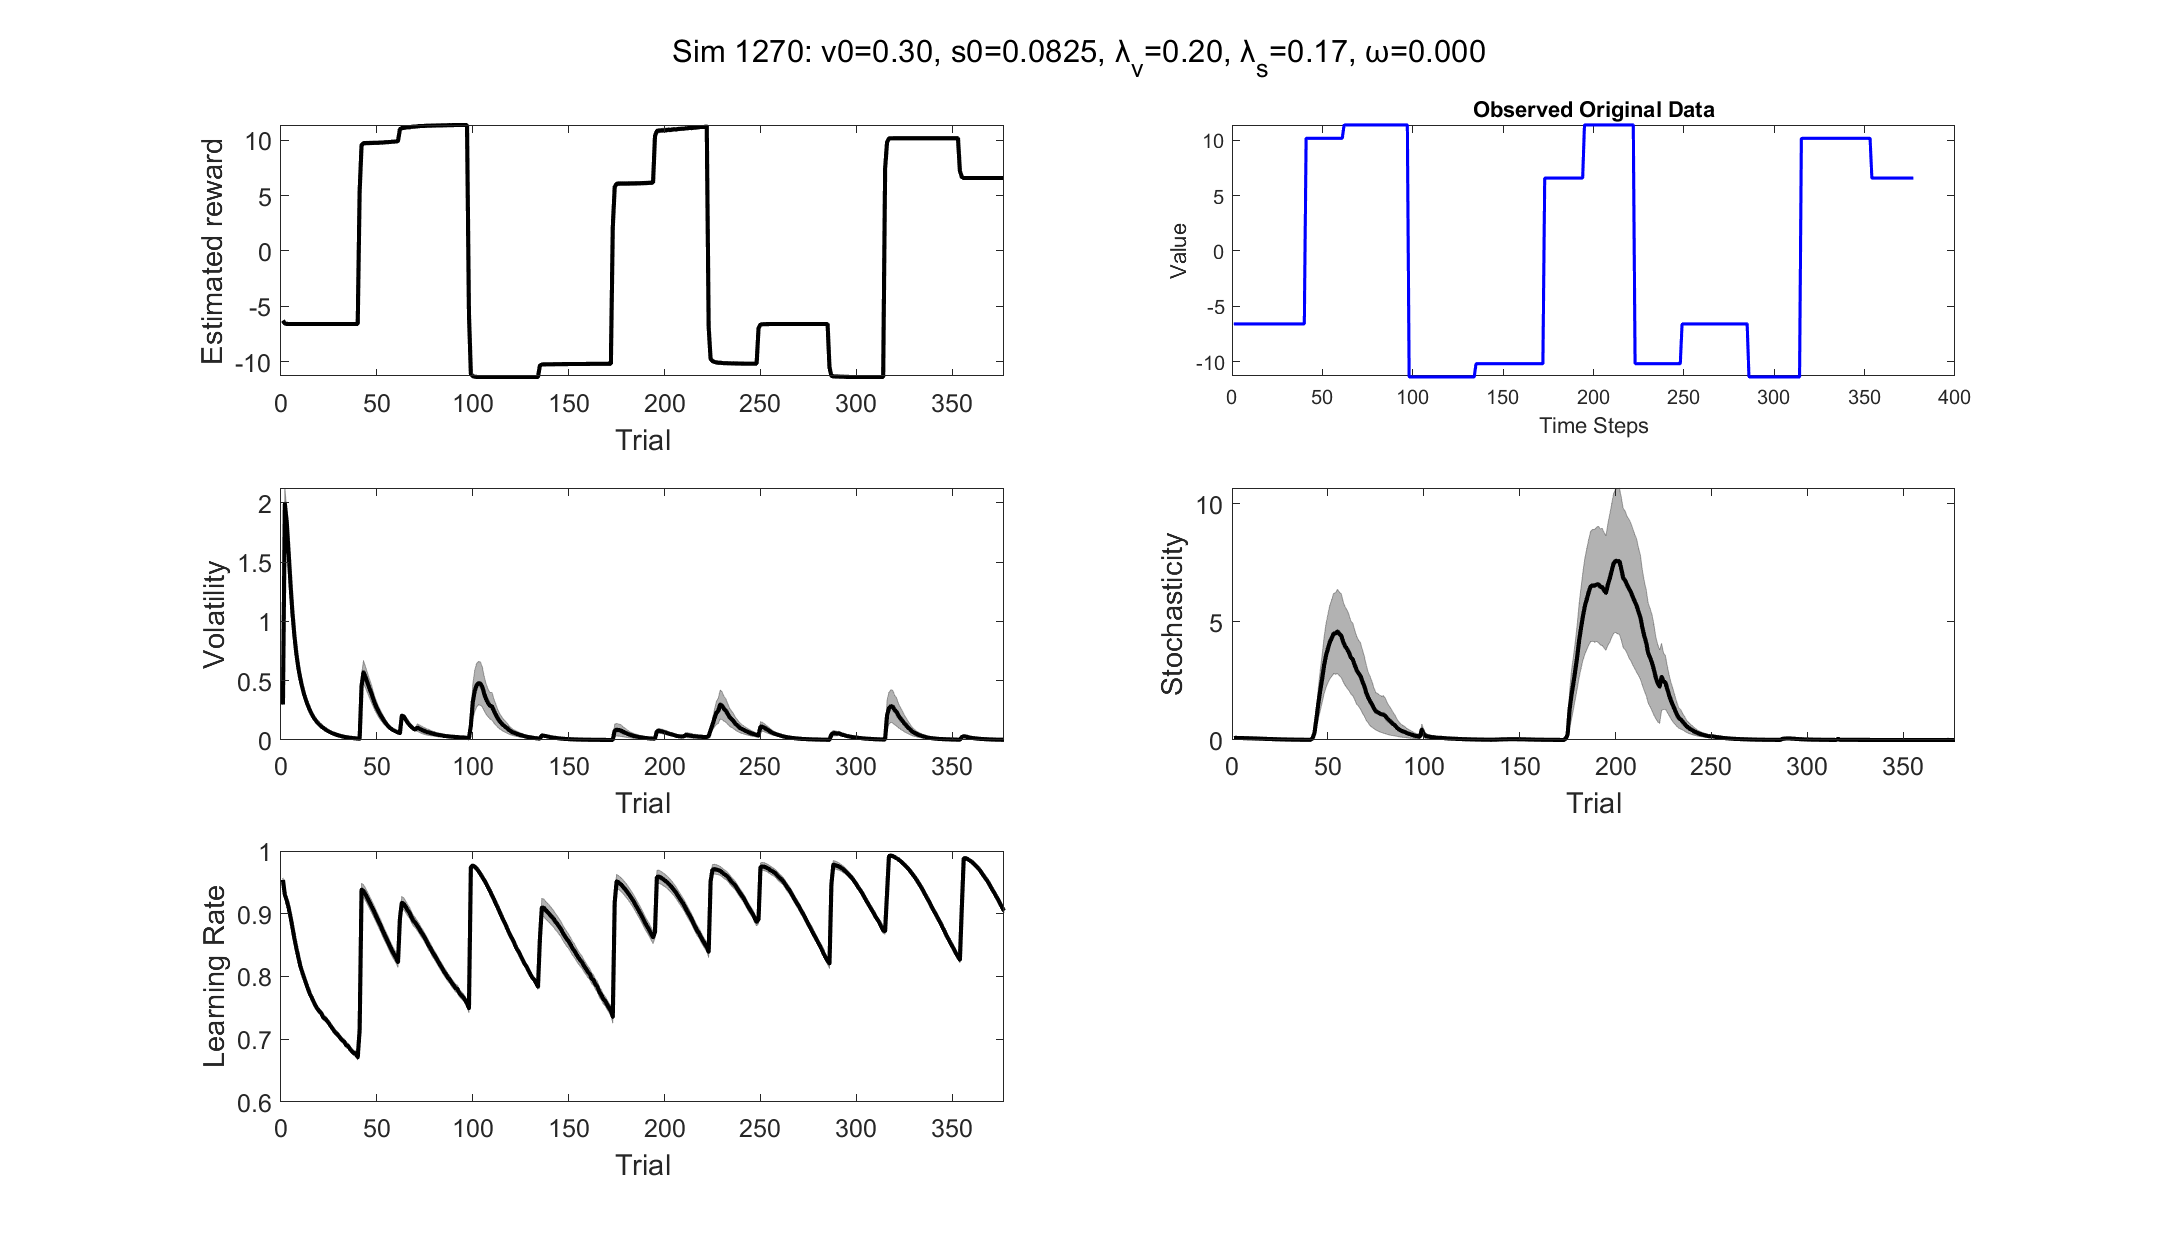 Sim 1270: v0=0.30, s0=0.0825, λv=0.20, λs=0.17, ω=0.000
Estimated reward
10
5
0
-5
-10
0 50 100 150 200 250 300 350
Trial
Observed Original Data
Value
10
5
0
-5
-10
0 50 100 150 200 250 300 350 400
Time Steps
Volatility
2
1.5
1
0.5
0
0 50 100 150 200 250 300 350
Trial
Stochasticity
10
5
0
0 50 100 150 200 250 300 350
Trial
Learning Rate
1
0.9
0.8
0.7
0.6
0 50 100 150 200 250 300 350
Trial